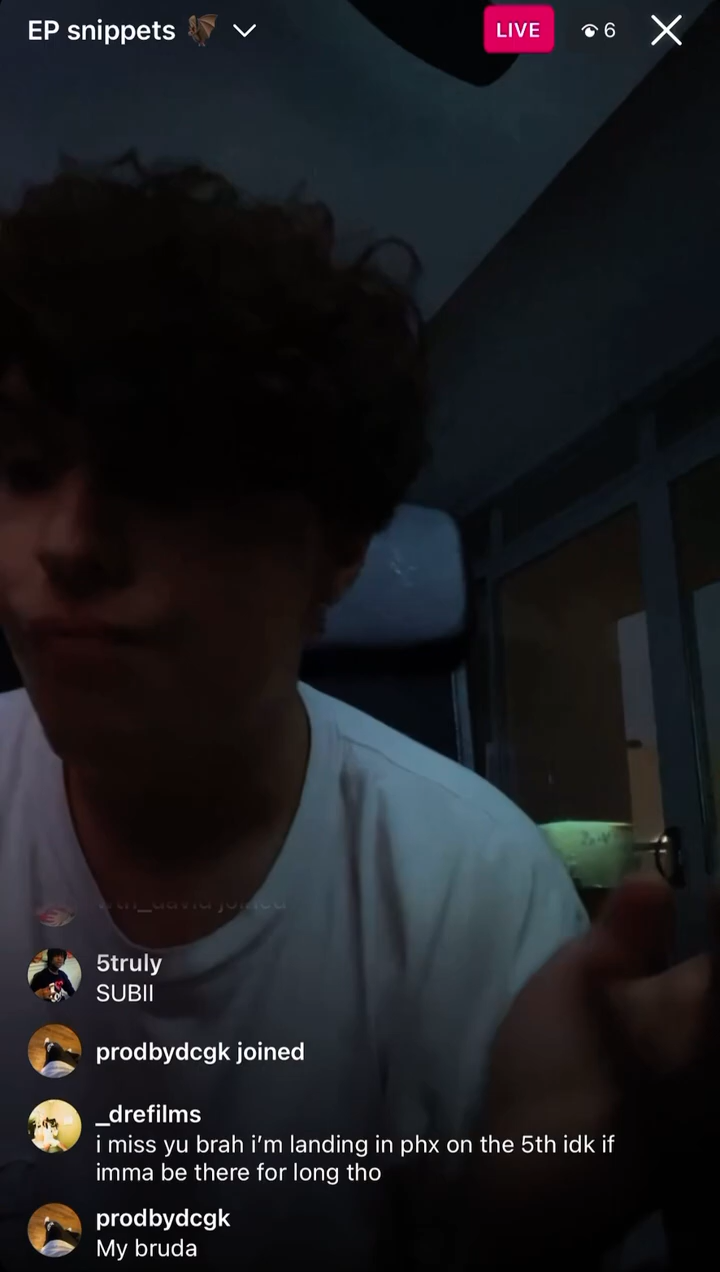 EP snippets 🦇
LIVE
6
joined
5truly
SUBII
prodbydcgk joined
_drefilms
i miss yu brah i’m landing in phx on the 5th idk if
imma be there for long tho
prodbydcgk
My bruda